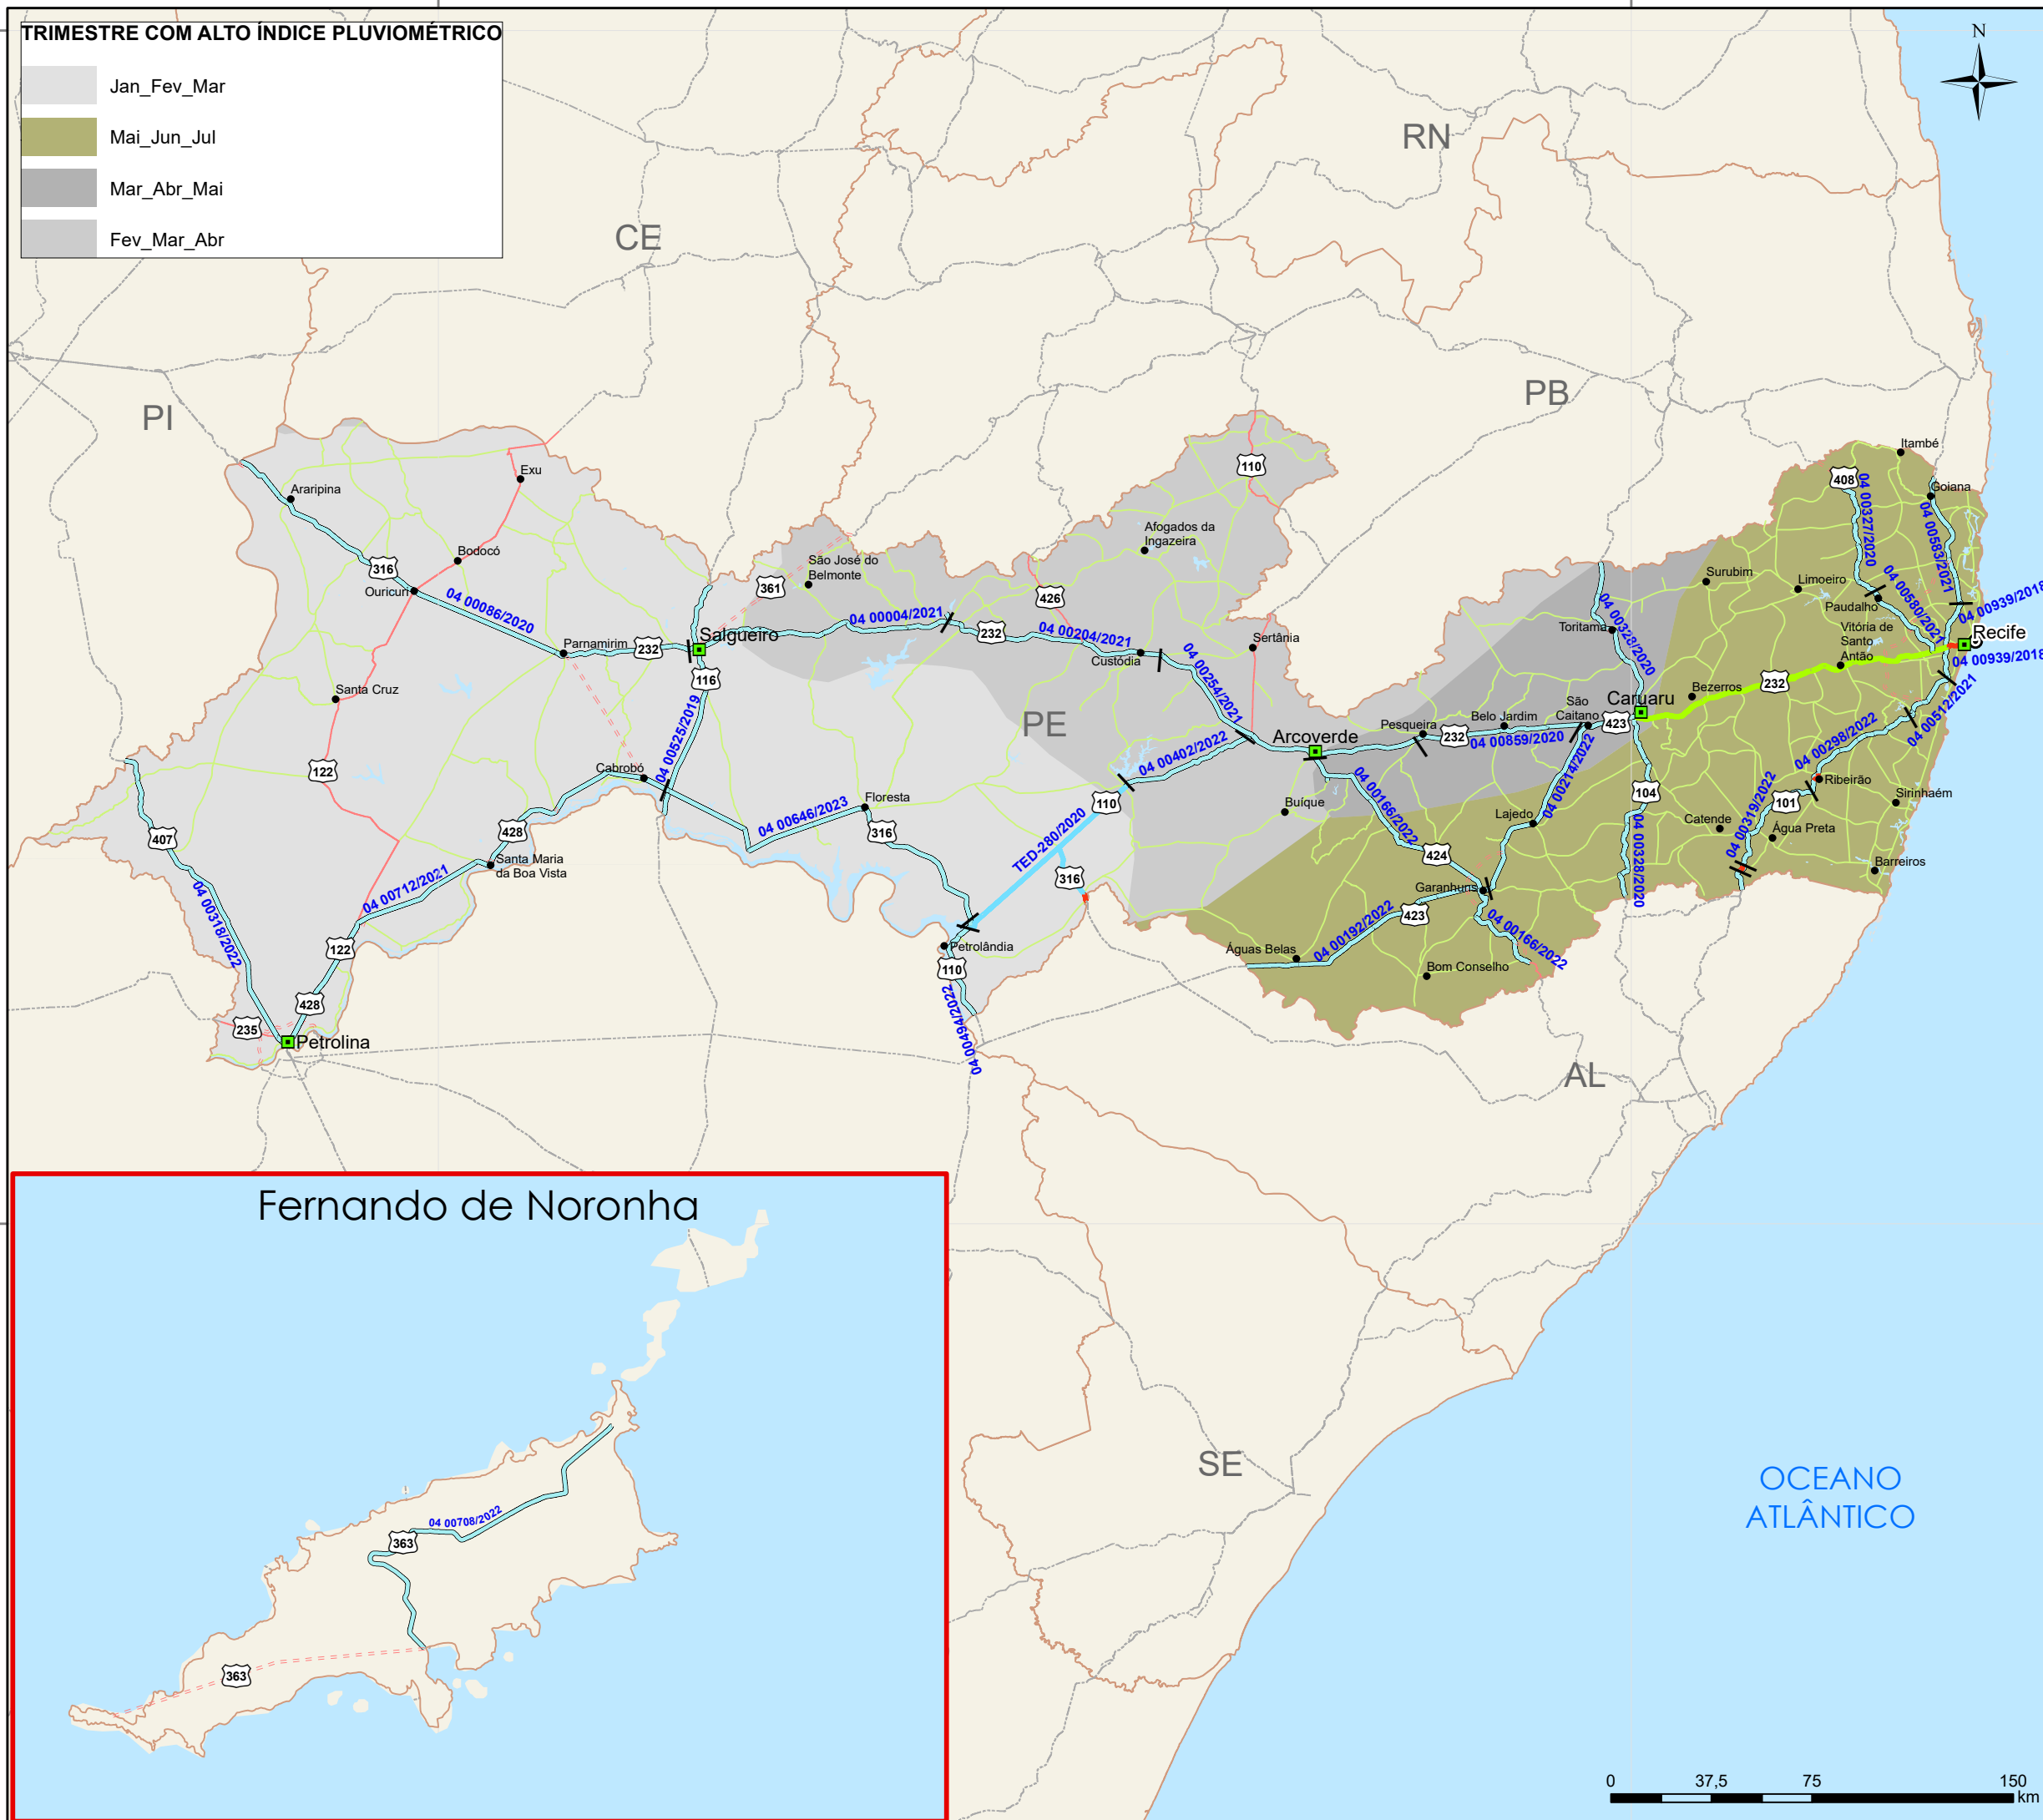 TRIMESTRE COM ALTO ÍNDICE PLUVIOMÉTRICO
Jan_Fev_Mar
Mai_Jun_Jul
Mar_Abr_Mai
Fev_Mar_Abr
N
RN
CE
PB
PI
PE
AL
SE
Itambé
408
04 00327/2020
Goiana
04 00583/2021
110
Exu
Araripina
Afogados da
Ingazeira
Bodocó
316
São José do
Belmonte
361
Ouricuri
04 00086/2020
426
04 00004/2021
232
04 00204/2021
Surubim
Limoeiro
04 00580/2021
Paudalho
04 00939/2018
04 00328/2020
Toritama
Vitória de
Santo
Antão
Recife
04 00939/2018
Parnamirim
232
Salgueiro
Sertânia
Custódia
04 00254/2021
116
Santa Cruz
Bezerros
232
Caruaru
São
Caitano
423
Belo Jardim
Pesqueira
232
04 00859/2020
04 00512/2021
Arcoverde
04 00525/2019
04 00402/2022
04 00298/2022
122
Cabrobó
Ribeirão
04 00214/2022
04 00166/2022
104
110
Floresta
Buíque
Sirinhaém
101
04 00319/2022
04 00646/2023
Lajedo
Catende
Água Preta
407
428
316
TED-280/2020
04 00328/2020
424
Santa Maria
da Boa Vista
Barreiros
316
04 00712/2021
04 00318/2022
Garanhuns
423
04 00192/2022
04 00166/2022
122
Petrolândia
Águas Belas
Bom Conselho
110
428
04 00494/2022
235
Petrolina
Fernando de Noronha
04 00708/2022
363
363
OCEANO
ATLÂNTICO
0 37,5 75 150
km